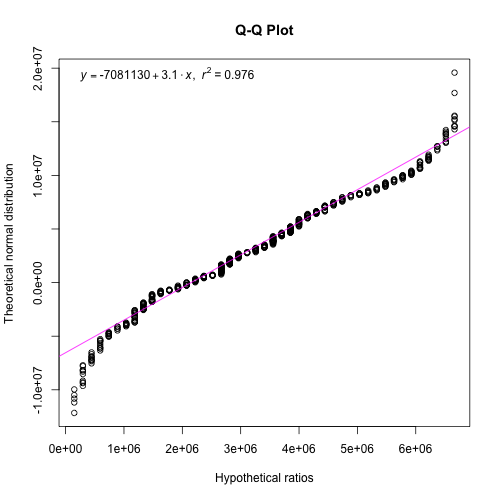 Q-Q Plot
y = -7081130 + 3.1 · x, r² = 0.976
Theoretical normal distribution
2.0e+07
1.0e+07
0.0e+00
-1.0e+07
0e+00 1e+06 2e+06 3e+06 4e+06 5e+06 6e+06
Hypothetical ratios